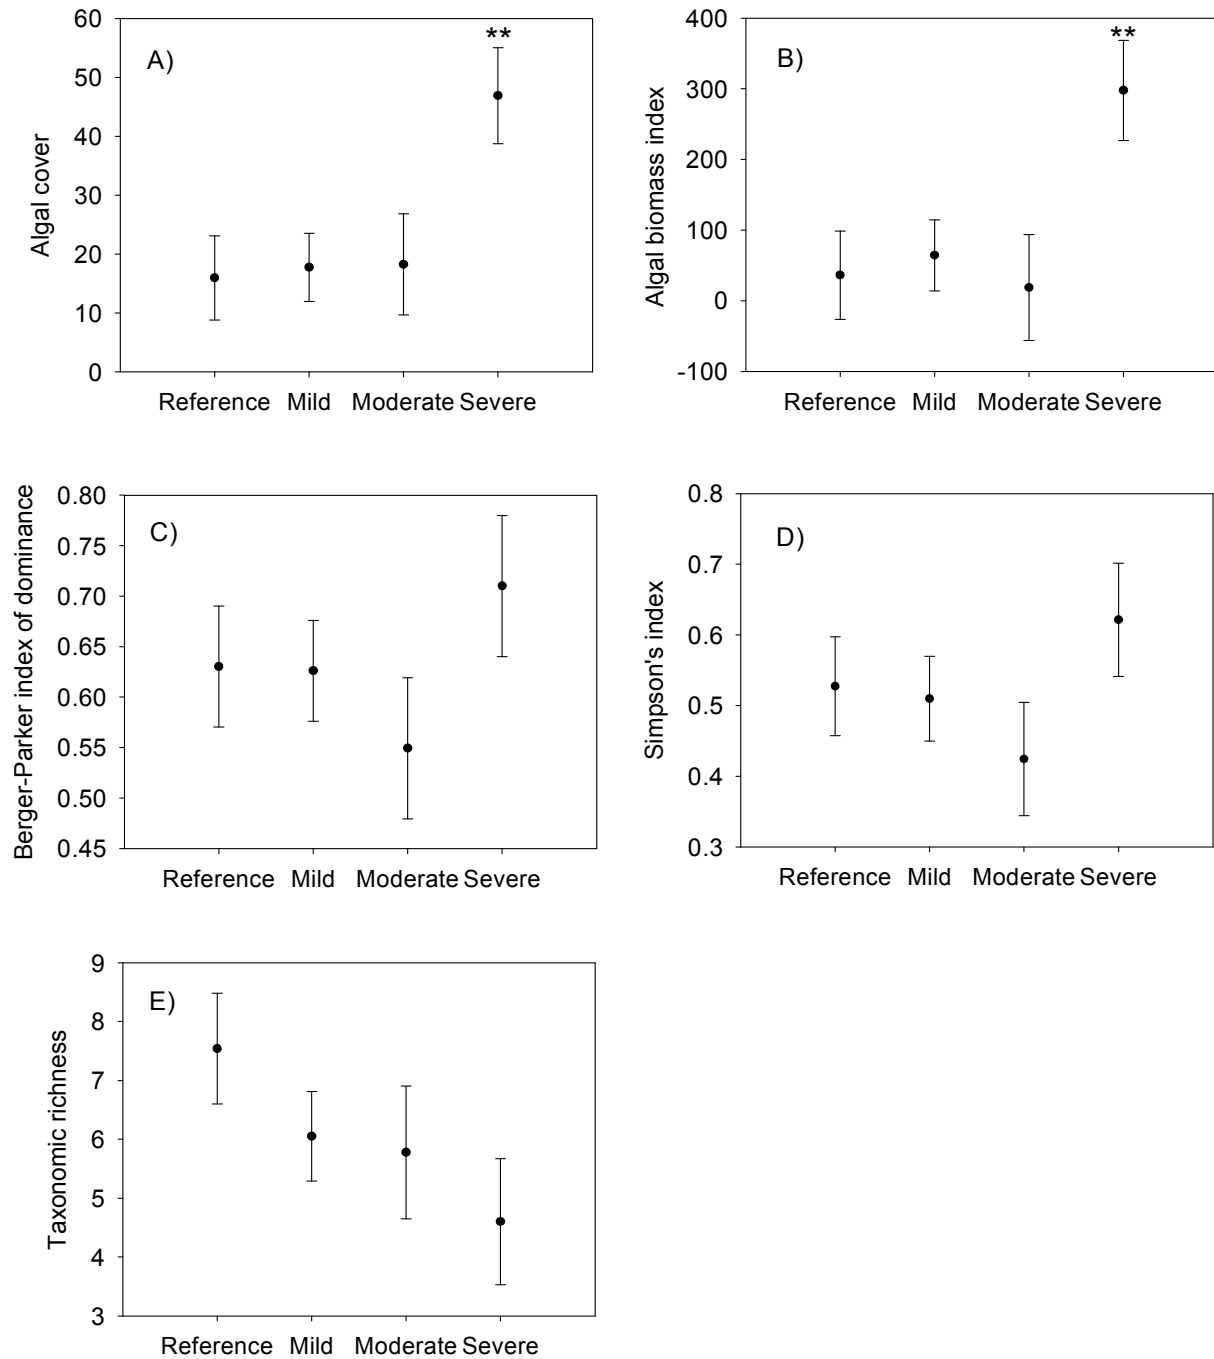 A)
**
Algal cover
60
50
40
30
20
10
0
Reference Mild Moderate Severe
B)
**
Algal biomass index
400
300
200
100
0
-100
Reference Mild Moderate Severe
C)
Berger-Parker index of dominance
0.80
0.75
0.70
0.65
0.60
0.55
0.50
0.45
Reference Mild Moderate Severe
D)
Simpson's index
0.8
0.7
0.6
0.5
0.4
0.3
Reference Mild Moderate Severe
E)
Taxonomic richness
9
8
7
6
5
4
3
Reference Mild Moderate Severe